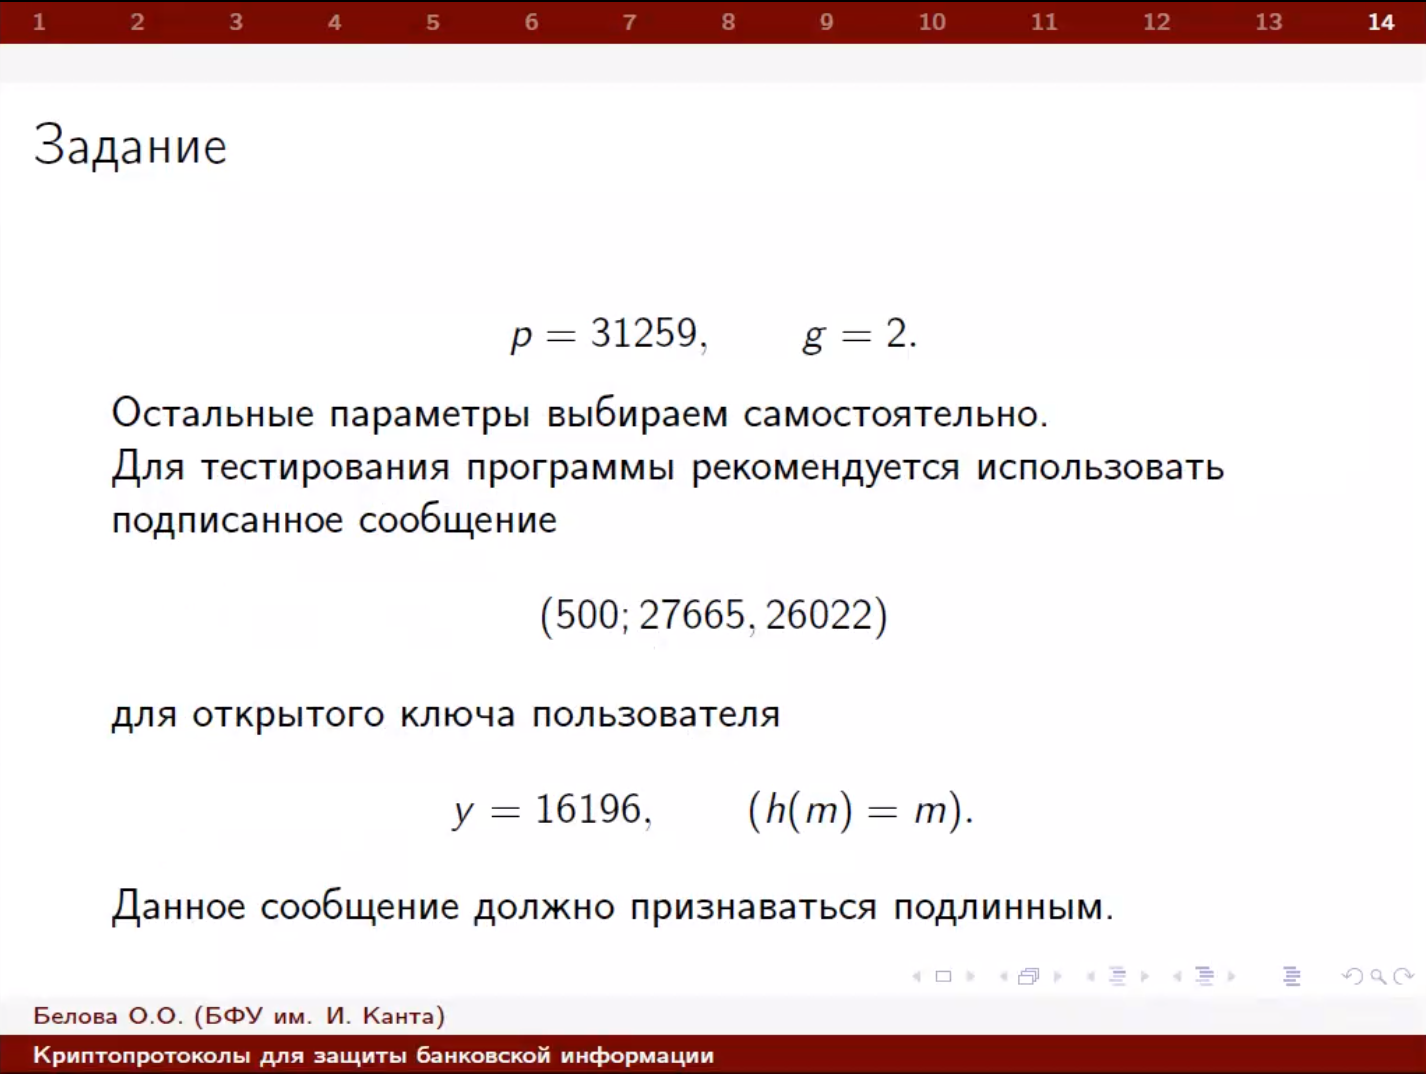 1 2 3 4 5 6 7 8 9 10 11 12 13 14
Задание
p = 31259, g = 2.
Остальные параметры выбираем самостоятельно.
Для тестирования программы рекомендуется использовать
подписанное сообщение
(500; 27665, 26022)
для открытого ключа пользователя
y = 16196, (h(m) = m).
Данное сообщение должно признаваться подлинным.
Белова О.О. (БФУ им. И. Канта)
Криптопротоколы для защиты банковской информации